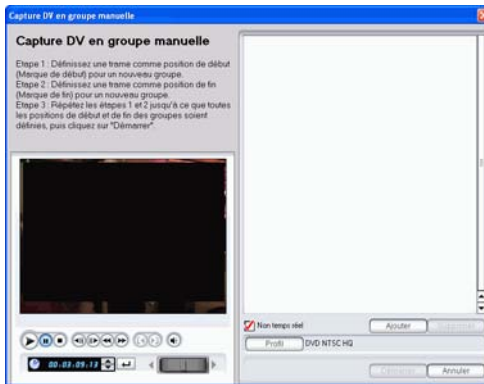 Capture DV en groupe manuelle
Capture DV en groupe manuelle
Etape 1 : Définissez une trame comme position de début
(Marque de début) pour un nouveau groupe.
Etape 2 : Définissez une trame comme position de fin
(Marque de fin) pour un nouveau groupe.
Etape 3 : Répétez les étapes 1 et 2 jusqu'à ce que toutes
les positions de début et de fin des groupes soient
définies, puis cliquez sur "Démarrer".
00.03.09.13
Non temps réel
Ajouter
Supprimer
Profil
DVD NTSC HQ
Démarrer
Annuler